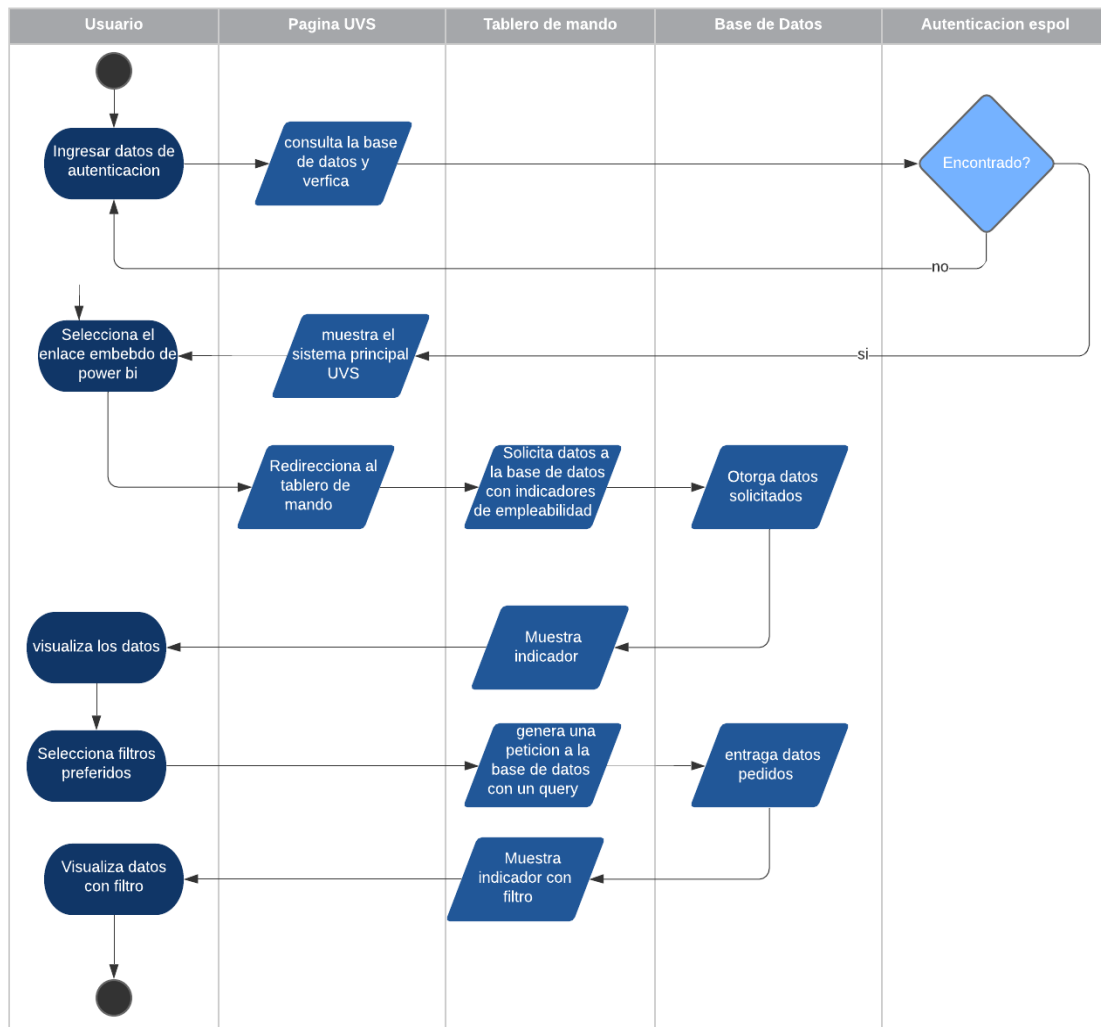 Usuario
Pagina UVS
Tablero de mando
Base de Datos
Autenticacion espol
Ingresar datos de
autenticacion
consulta la base
de datos y
verfica
Encontrado?
no
Selecciona el
enlace embebdo de
power bi
muestra el
sistema principal
UVS
si
Redirecciona al
tablero de
mando
Solicita datos a
la base de datos
con indicadores
de empleabilidad
Otorga datos
solicitados
visualiza los datos
Muestra
indicador
Selecciona filtros
preferidos
genera una
peticion a la
base de datos
con un query
entraga datos
pedidos
Visualiza datos
con filtro
Muestra
indicador con
filtro